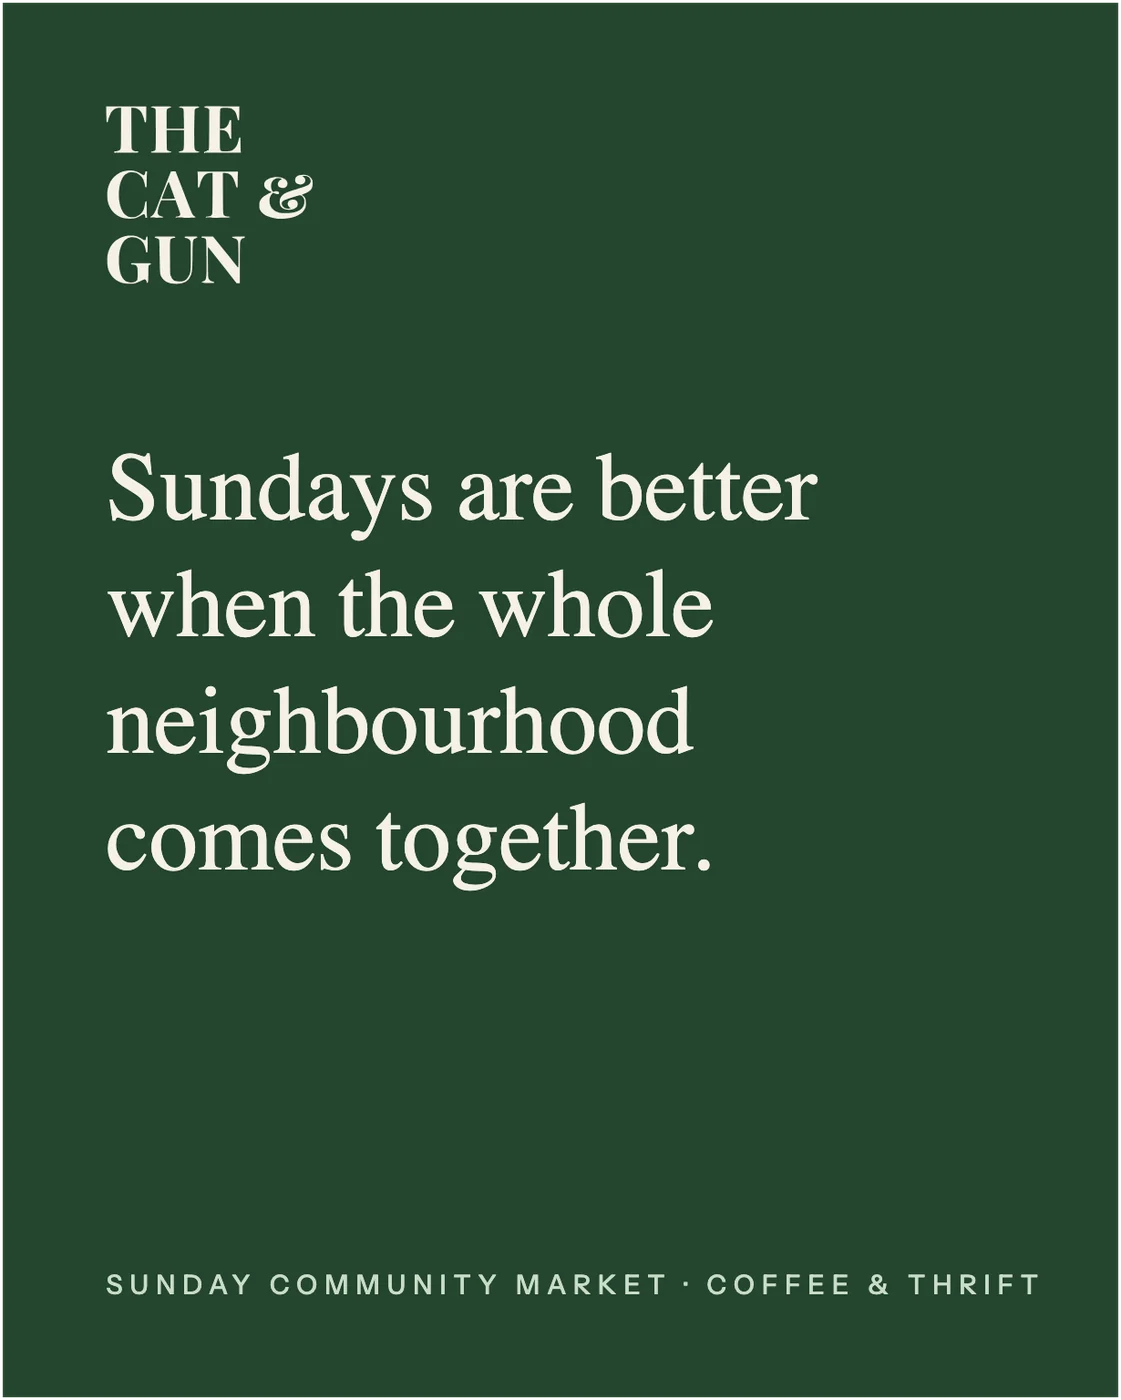 THE
CAT &
GUN
Sundays are better
when the whole
neighbourhood
comes together.
SUNDAY COMMUNITY MARKET · COFFEE & THRIFT